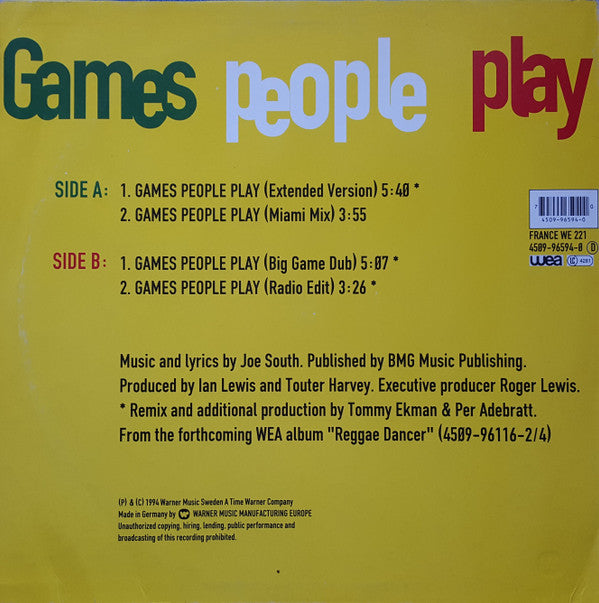 Games people play
SIDE A: 1. GAMES PEOPLE PLAY (Extended Version) 5:40 *
2. GAMES PEOPLE PLAY (Miami Mix) 3:55
SIDE B: 1. GAMES PEOPLE PLAY (Big Game Dub) 5:07 *
2. GAMES PEOPLE PLAY (Radio Edit) 3:26 *
7 0
4509-96594-0
FRANCE WE 221
4509-96594-0 D
wea LC 4281
Music and lyrics by Joe South. Published by BMG Music Publishing.
Produced by Ian Lewis and Touter Harvey. Executive producer Roger Lewis.
* Remix and additional production by Tommy Ekman & Per Adebratt.
From the forthcoming WEA album "Reggae Dancer" (4509-96116-2/4)
(P) & (C) 1994 Warner Music Sweden A Time Warner Company
Made in Germany by WARNER MUSIC MANUFACTURING EUROPE
Unauthorized copying, hiring, lending, public performance and
broadcasting of this recording prohibited.